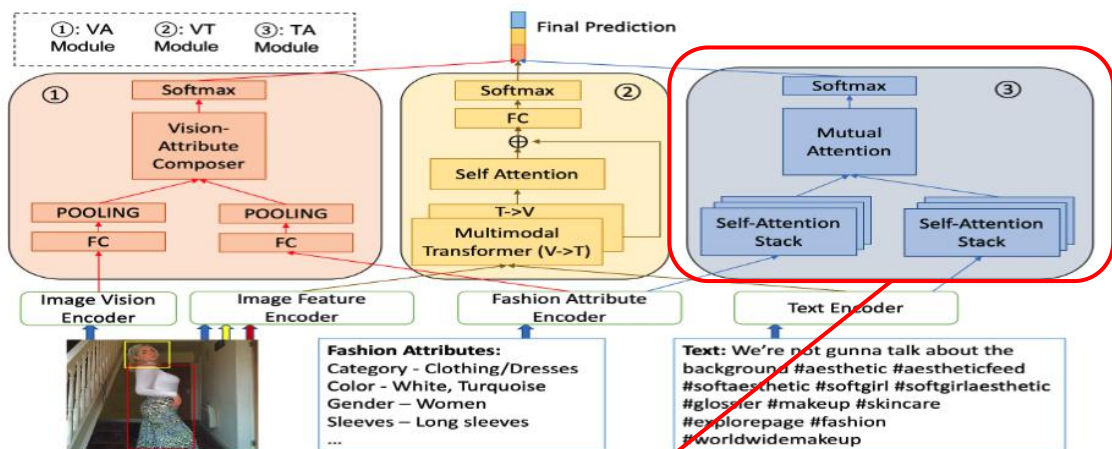 ①: VA Module
②: VT Module
③: TA Module
Final Prediction
①
Softmax
Vision-
Attribute
Composer
POOLING
POOLING
FC
FC
②
Softmax
FC
Self Attention
T->V
Multimodal
Transformer (V->T)
③
Softmax
Mutual
Attention
Self-Attention
Stack
Self-Attention
Stack
Image Vision
Encoder
Image Feature
Encoder
Fashion Attribute
Encoder
Text Encoder
Fashion Attributes:
Category - Clothing/Dresses
Color - White, Turquoise
Gender – Women
Sleeves – Long sleeves
...
Text: We're not gunna talk about the
background #aesthetic #aestheticfeed
#softaesthetic #softgirl #softgirlaesthetic
#glossier #makeup #skincare
#explorepage #fashion
#worldwidemakeup